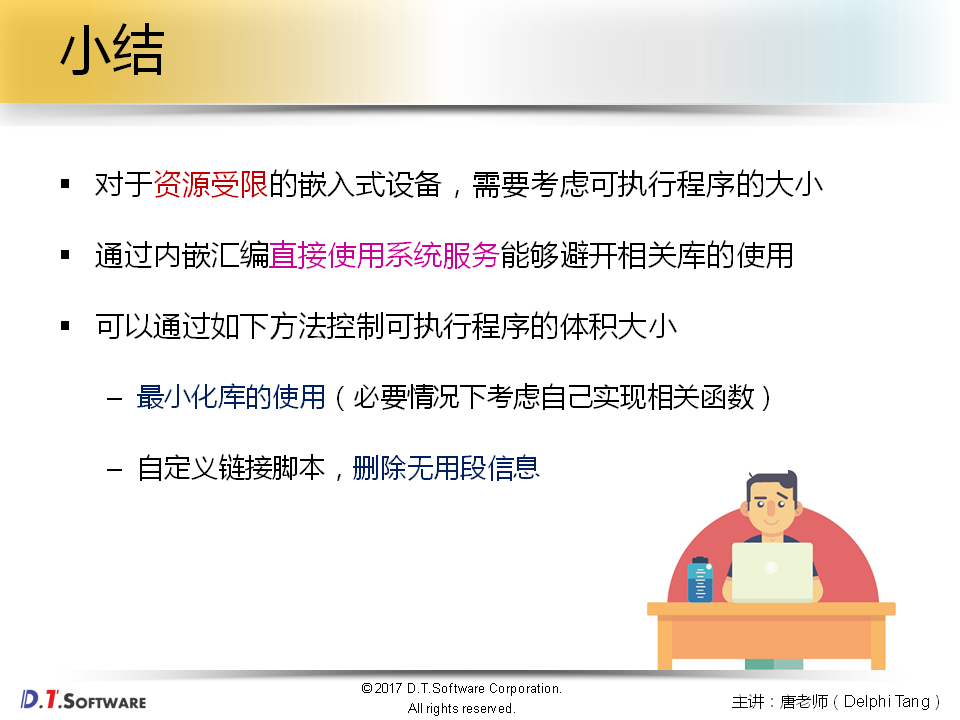 小结
▪ 对于资源受限的嵌入式设备，需要考虑可执行程序的大小
▪ 通过内嵌汇编直接使用系统服务能够避开相关库的使用
▪ 可以通过如下方法控制可执行程序的体积大小
– 最小化库的使用（必要情况下考虑自己实现相关函数）
– 自定义链接脚本，删除无用段信息
D.T.SOFTWARE
©2017 D.T.Software Corporation.
All rights reserved.
主讲：唐老师（Delphi Tang）